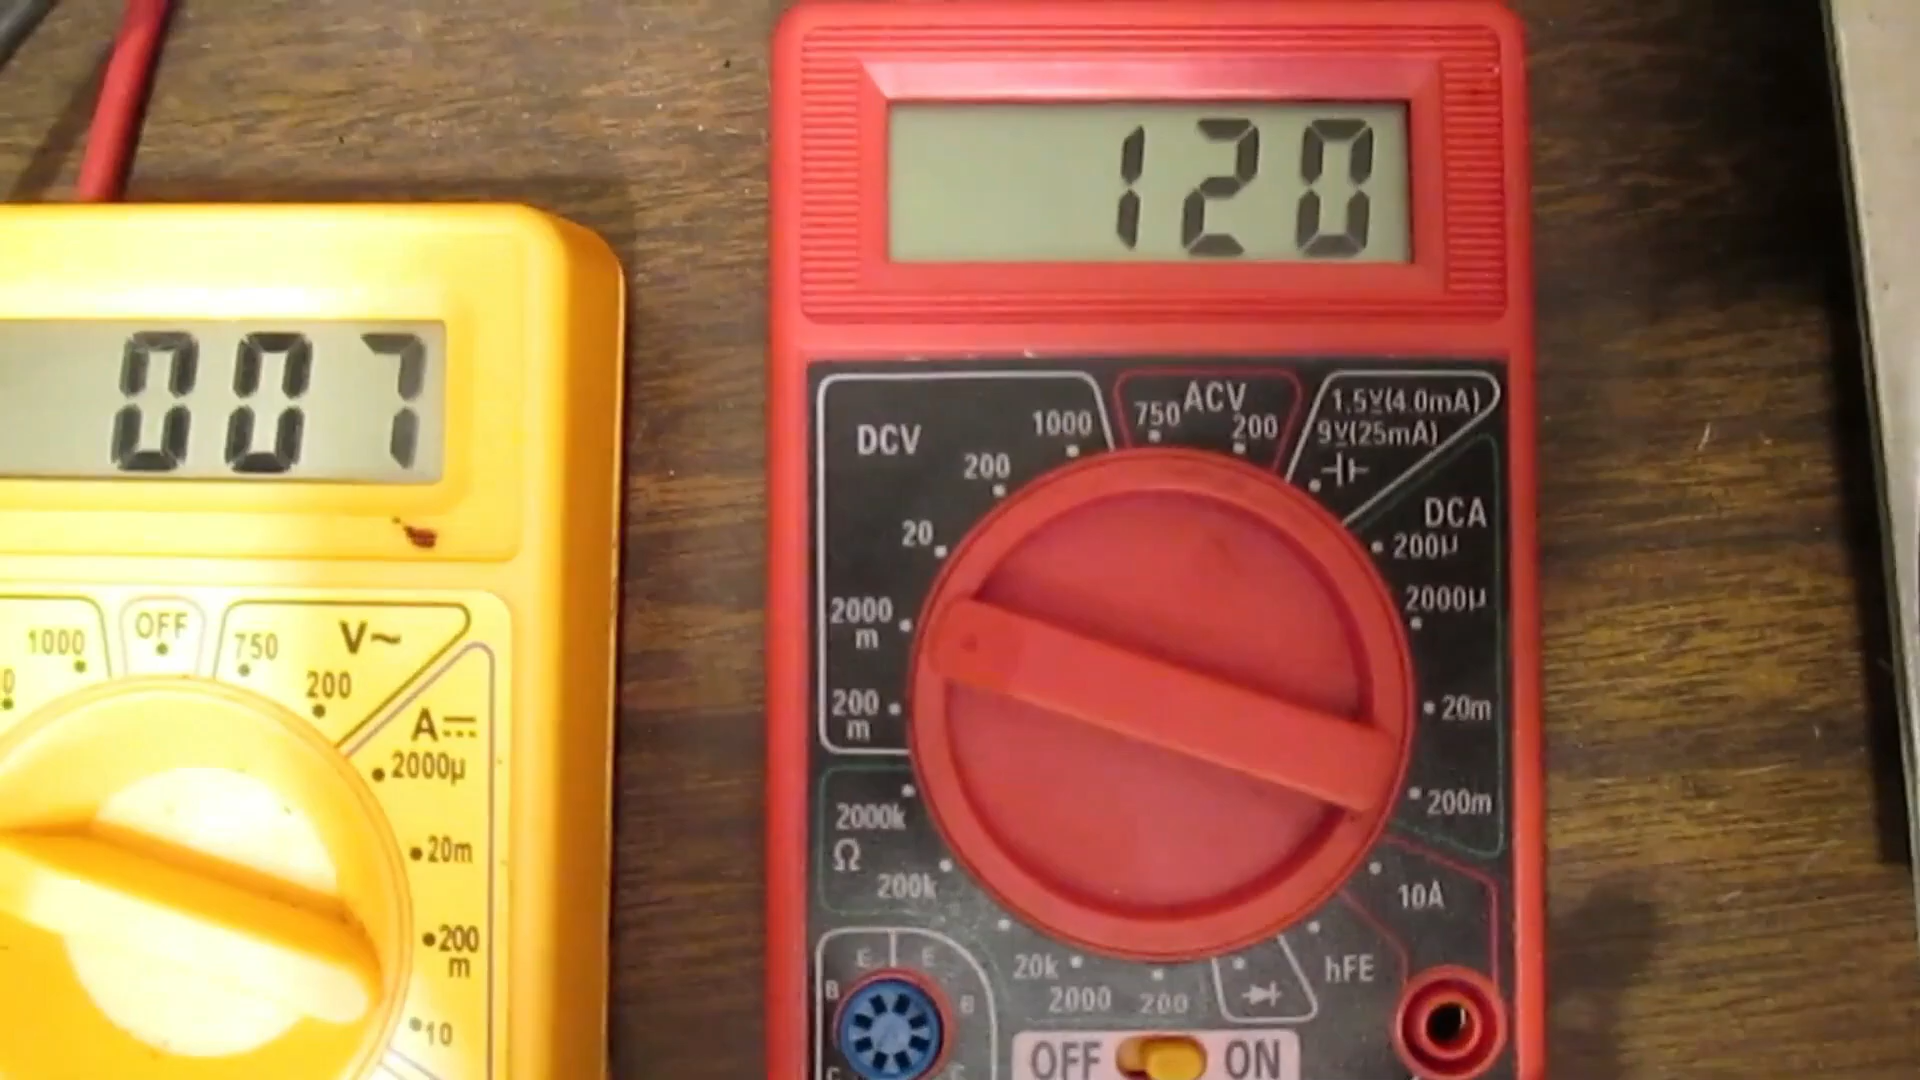 007
1000
OFF
750
V~
200
A
2000µ
20m
200
m
10
120
DCV
1000
200
20
2000
m
200
m
ACV
750
200
1.5V(4.0mA)
9V(25mA)
DCA
200µ
2000µ
20m
200m
10A
hFE
2000k
Ω
200k
20k
2000
200
E E
B B
C C
OFF ON